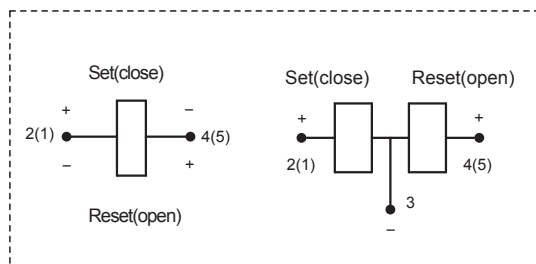 Set(close)
+ –
2(1) 4(5)
– +
Reset(open)
Set(close) Reset(open)
+ +
2(1) 4(5)
3
–